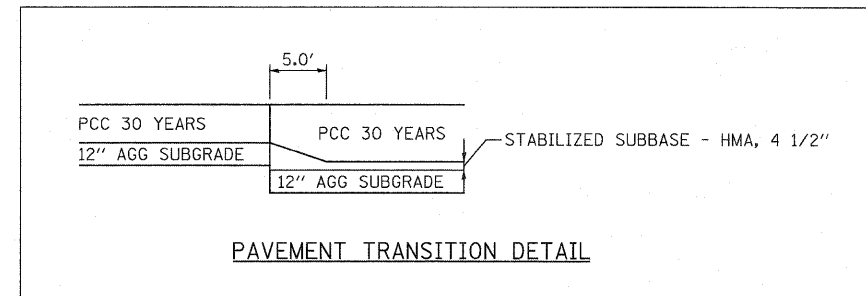 5.0'
PCC 30 YEARS
PCC 30 YEARS
STABILIZED SUBBASE - HMA, 4 1/2"
12" AGG SUBGRADE
12" AGG SUBGRADE
PAVEMENT TRANSITION DETAIL